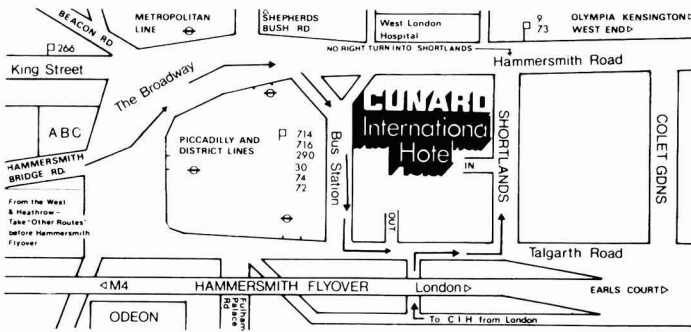 BEACON RD
METROPOLITAN
LINE
SHEPHERDS
BUSH RD
West London
Hospital
9
73
OLYMPIA KENSINGTON▷
WEST END▷
266
NO RIGHT TURN INTO SHORTLANDS
King Street
Hammersmith Road
The Broadway
CUNARD
International
Hotel
ABC
PICCADILLY AND
DISTRICT LINES
714
716
290
30
74
72
Bus Station
SHORTLANDS
COLET GDNS
HAMMERSMITH
BRIDGE RD.
IN
OUT
From the West
& Heathrow –
Take "Other Routes"
before Hammersmith
Flyover
Talgarth Road
◁M4
HAMMERSMITH FLYOVER
London▷
EARLS COURT▷
ODEON
Fulham
Palace
Rd
To C I H from London